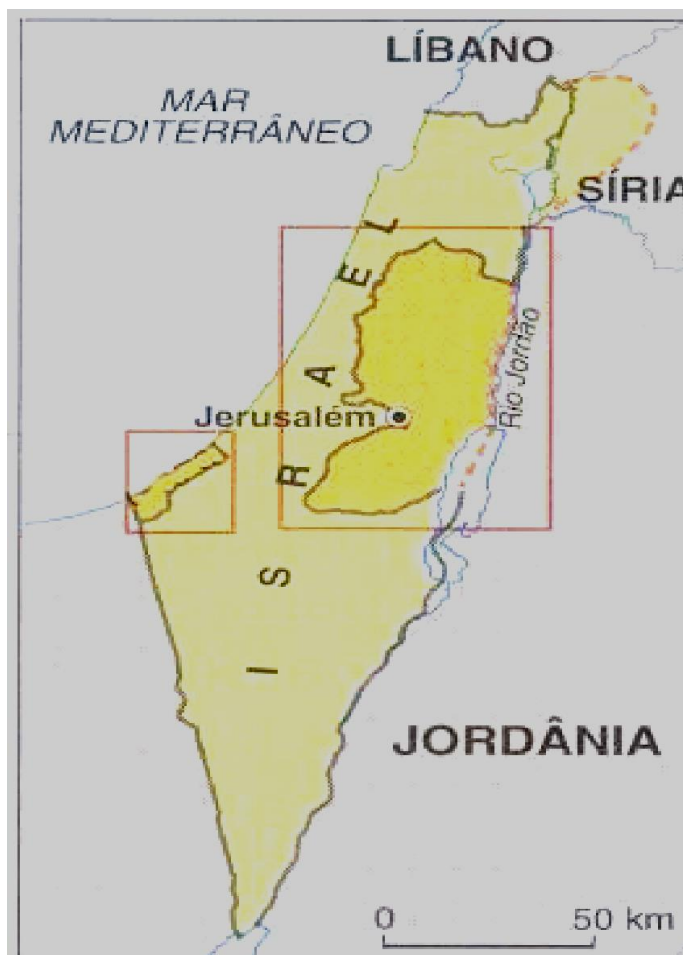 LÍBANO
MAR
MEDITERRÂNEO
SÍRIA
ISRAEL
Rio Jordão
Jerusalém
JORDÂNIA
0 50 km